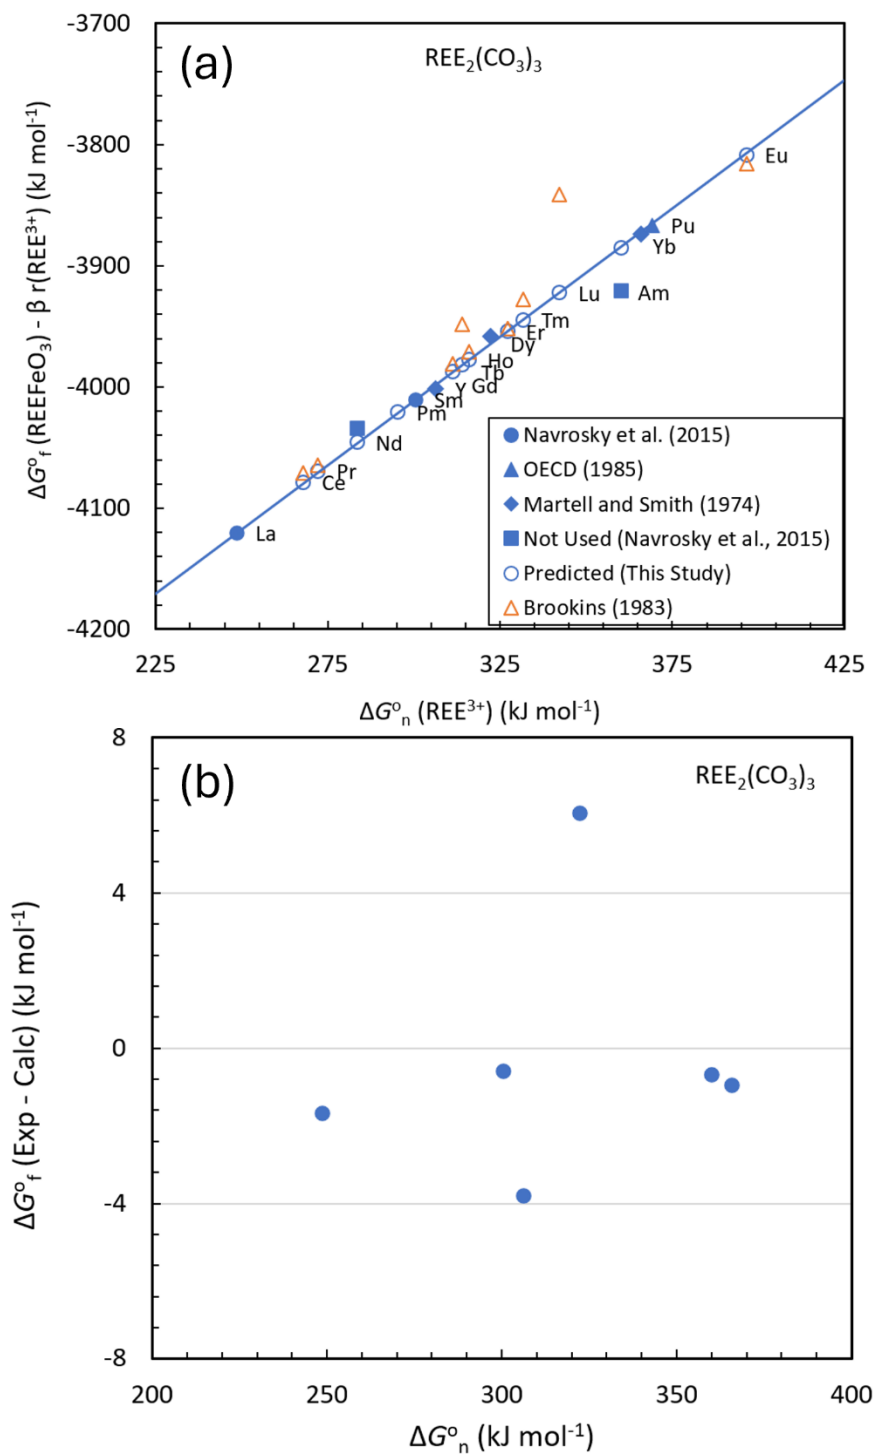 (a)
REE₂(CO₃)₃
ΔG°f (REEFeO₃) - β r(REE³⁺) (kJ mol⁻¹)
-3700
-3800
-3900
-4000
-4100
-4200
Eu
Pu
Yb
Am
Lu
Tm
Er
Dy
Ho
Tb
Gd
Y
Sm
Pm
Nd
Pr
Ce
La
Navrosky et al. (2015)
OECD (1985)
Martell and Smith (1974)
Not Used (Navrosky et al., 2015)
Predicted (This Study)
Brookins (1983)
225 275 325 375 425
ΔG°n (REE³⁺) (kJ mol⁻¹)
(b)
REE₂(CO₃)₃
ΔG°f (Exp - Calc) (kJ mol⁻¹)
8
4
0
-4
-8
200 250 300 350 400
ΔG°n (kJ mol⁻¹)